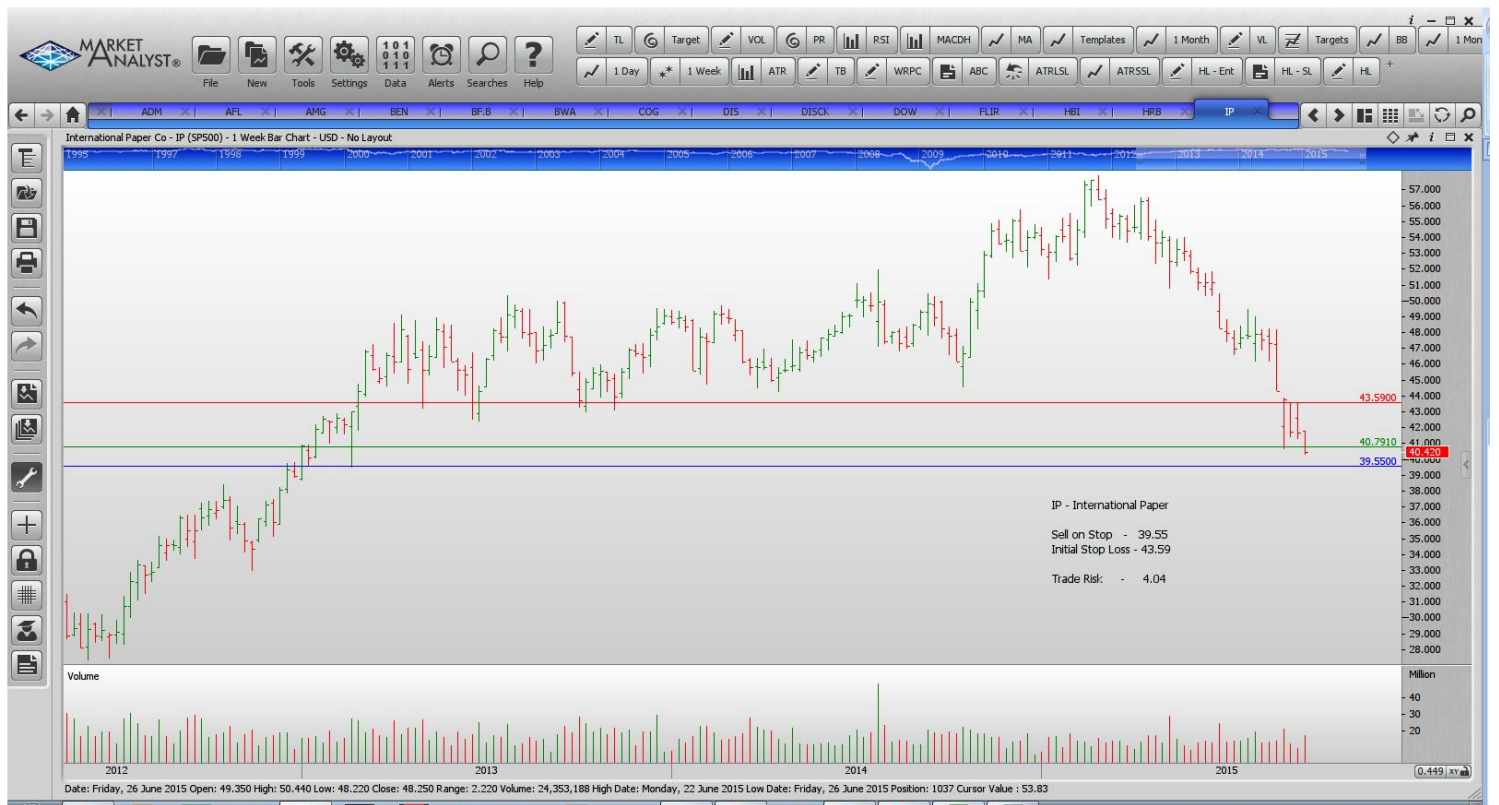 i
MARKET
ANALYST®
File New Tools Settings Data Alerts Searches Help
101
010
111
TL Target VOL PR RSI MACDH MA Templates 1 Month VL Targets BB 1 Mon
1 Day 1 Week ATR TB WRPC ABC ATRLSL ATRSSL HL - Ent HL - SL HL +
ADM AFL AMG BEN BF.B BWA COG DIS DISCK DOW FLIR HBI HRB IP
International Paper Co - IP (SP500) - 1 Week Bar Chart - USD - No Layout
1995 1997 1998 1999 2000 2001 2002 2003 2004 2005 2006 2007 2008 2009 2010 2011 2012 2013 2014 2015
57.000
56.000
55.000
54.000
53.000
52.000
51.000
50.000
49.000
48.000
47.000
46.000
45.000
43.5900 44.000
43.000
42.000
40.7910 41.000
40.420
40.000
39.5500
39.000
38.000
37.000
36.000
35.000
34.000
33.000
32.000
31.000
30.000
29.000
28.000
IP - International Paper
Sell on Stop - 39.55
Initial Stop Loss - 43.59
Trade Risk - 4.04
Volume
Million
40
30
20
2012 2013 2014 2015
0.449 XY
Date: Friday, 26 June 2015 Open: 49.350 High: 50.440 Low: 48.220 Close: 48.250 Range: 2.220 Volume: 24,353,188 High Date: Monday, 22 June 2015 Low Date: Friday, 26 June 2015 Position: 1037 Cursor Value : 53.83